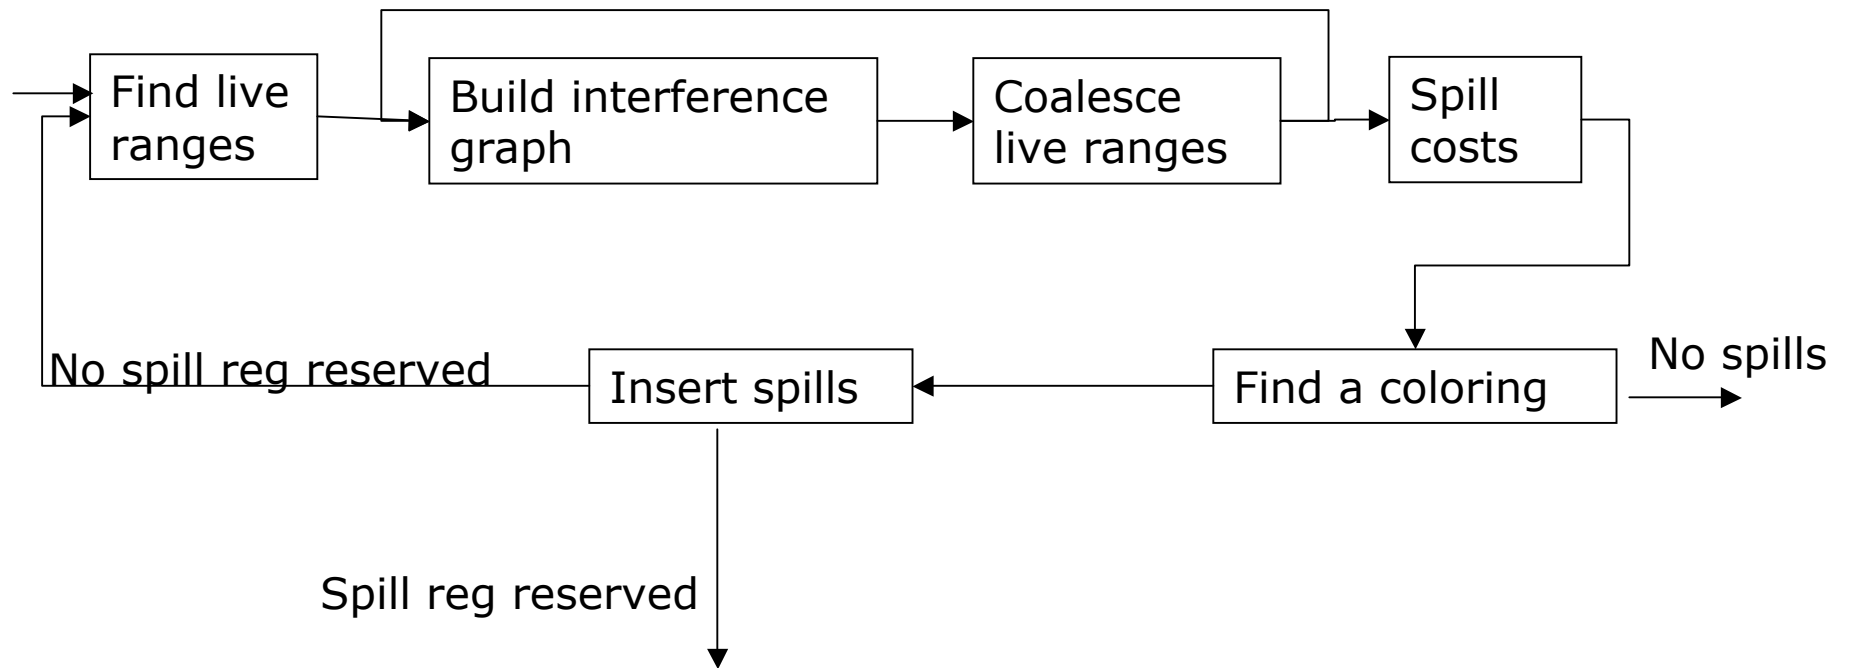 Find live
ranges
Build interference
graph
Coalesce
live ranges
Spill
costs
No spill reg reserved
Insert spills
Find a coloring
No spills
Spill reg reserved